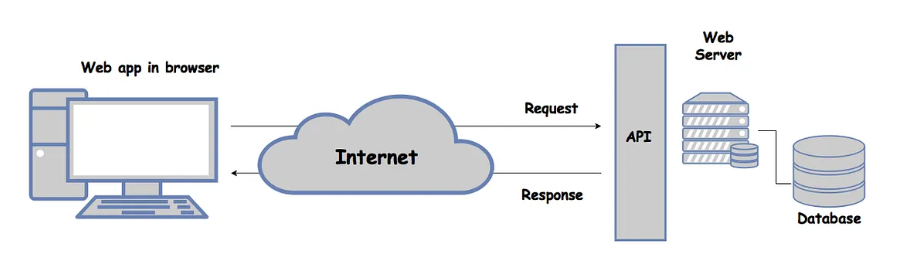 Web app in browser
Internet
Request
Response
API
Web
Server
Database